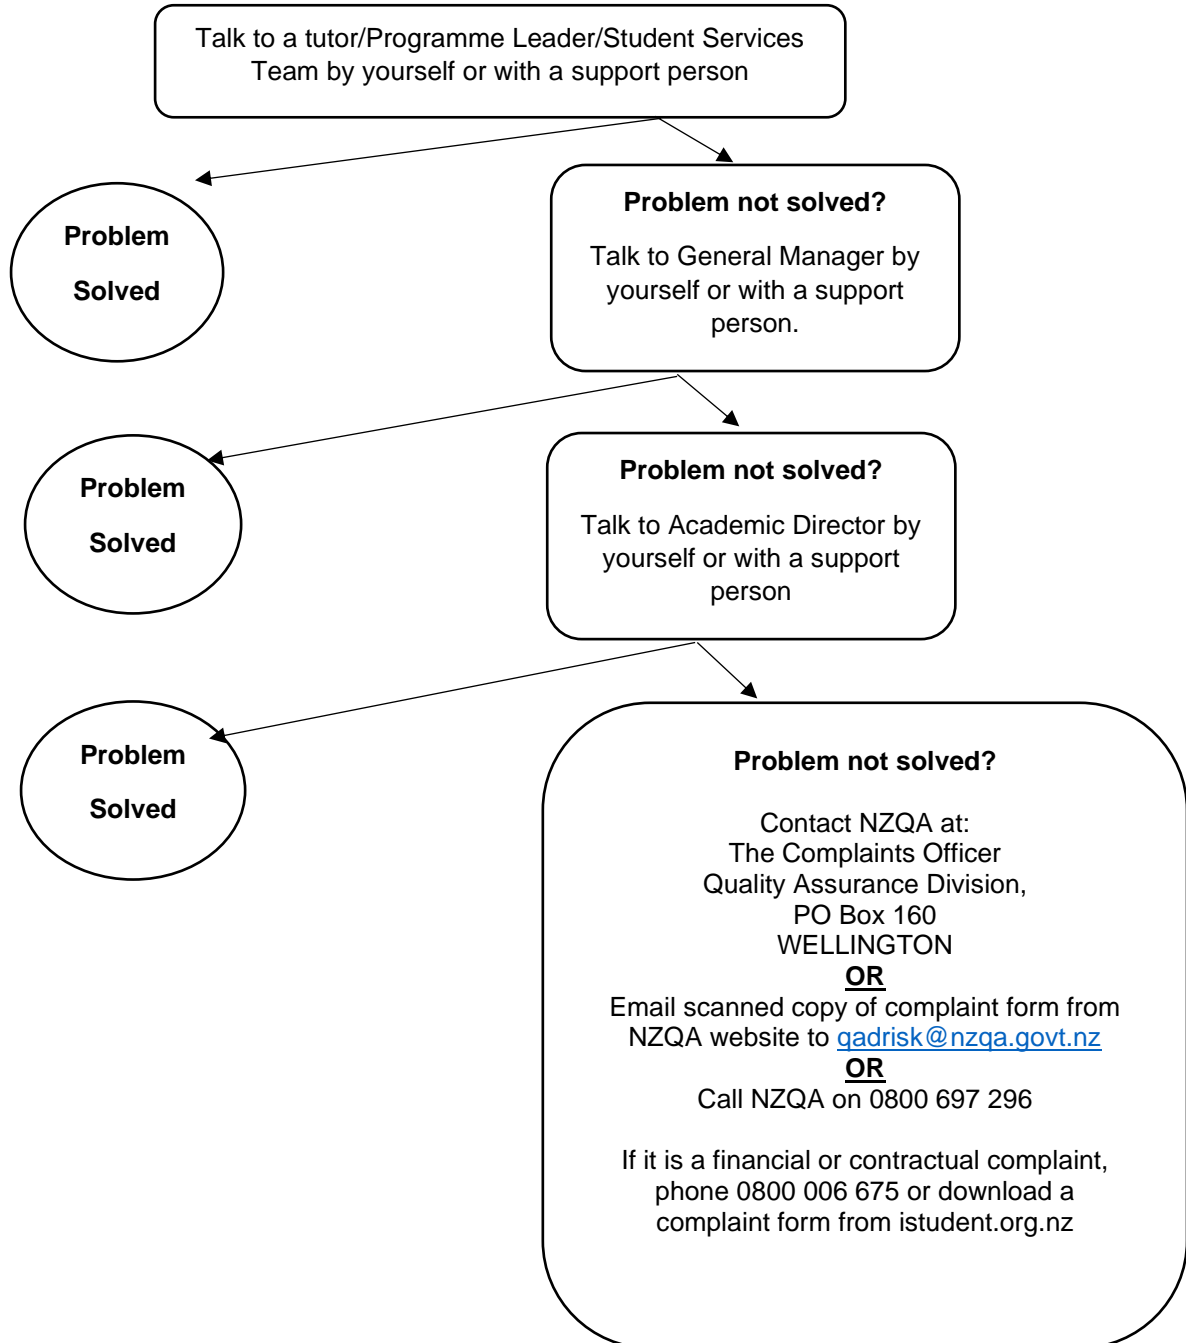 Talk to a tutor/Programme Leader/Student Services
Team by yourself or with a support person
Problem
Solved
Problem not solved?
Talk to General Manager by
yourself or with a support
person.
Problem
Solved
Problem not solved?
Talk to Academic Director by
yourself or with a support
person
Problem
Solved
Problem not solved?
Contact NZQA at:
The Complaints Officer
Quality Assurance Division,
PO Box 160
WELLINGTON
OR
Email scanned copy of complaint form from
NZQA website to qadrisk@nzqa.govt.nz
OR
Call NZQA on 0800 697 296
If it is a financial or contractual complaint,
phone 0800 006 675 or download a
complaint form from istudent.org.nz